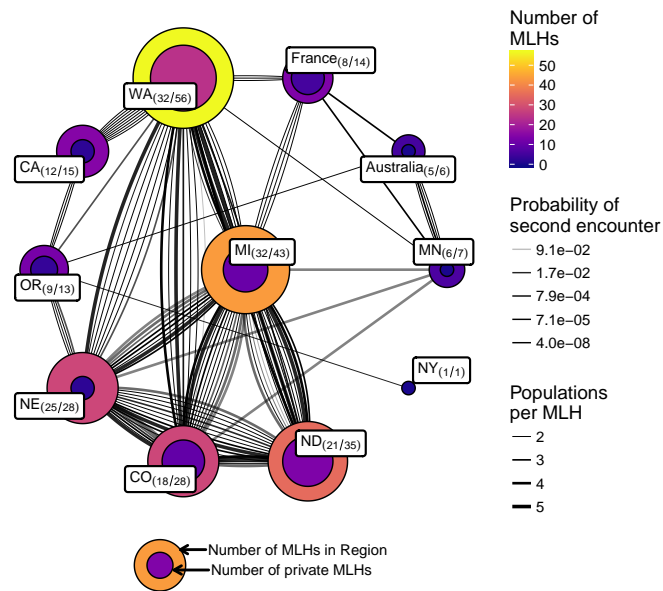 Number of
MLHs
50
40
30
20
10
0
France(8/14)
WA(32/56)
CA(12/15)
Australia(5/6)
MI(32/43)
MN(6/7)
OR(9/13)
NY(1/1)
NE(25/28)
ND(21/35)
CO(18/28)
Probability of
second encounter
9.1e−02
1.7e−02
7.9e−04
7.1e−05
4.0e−08
Populations
per MLH
2
3
4
5
Number of MLHs in Region
Number of private MLHs